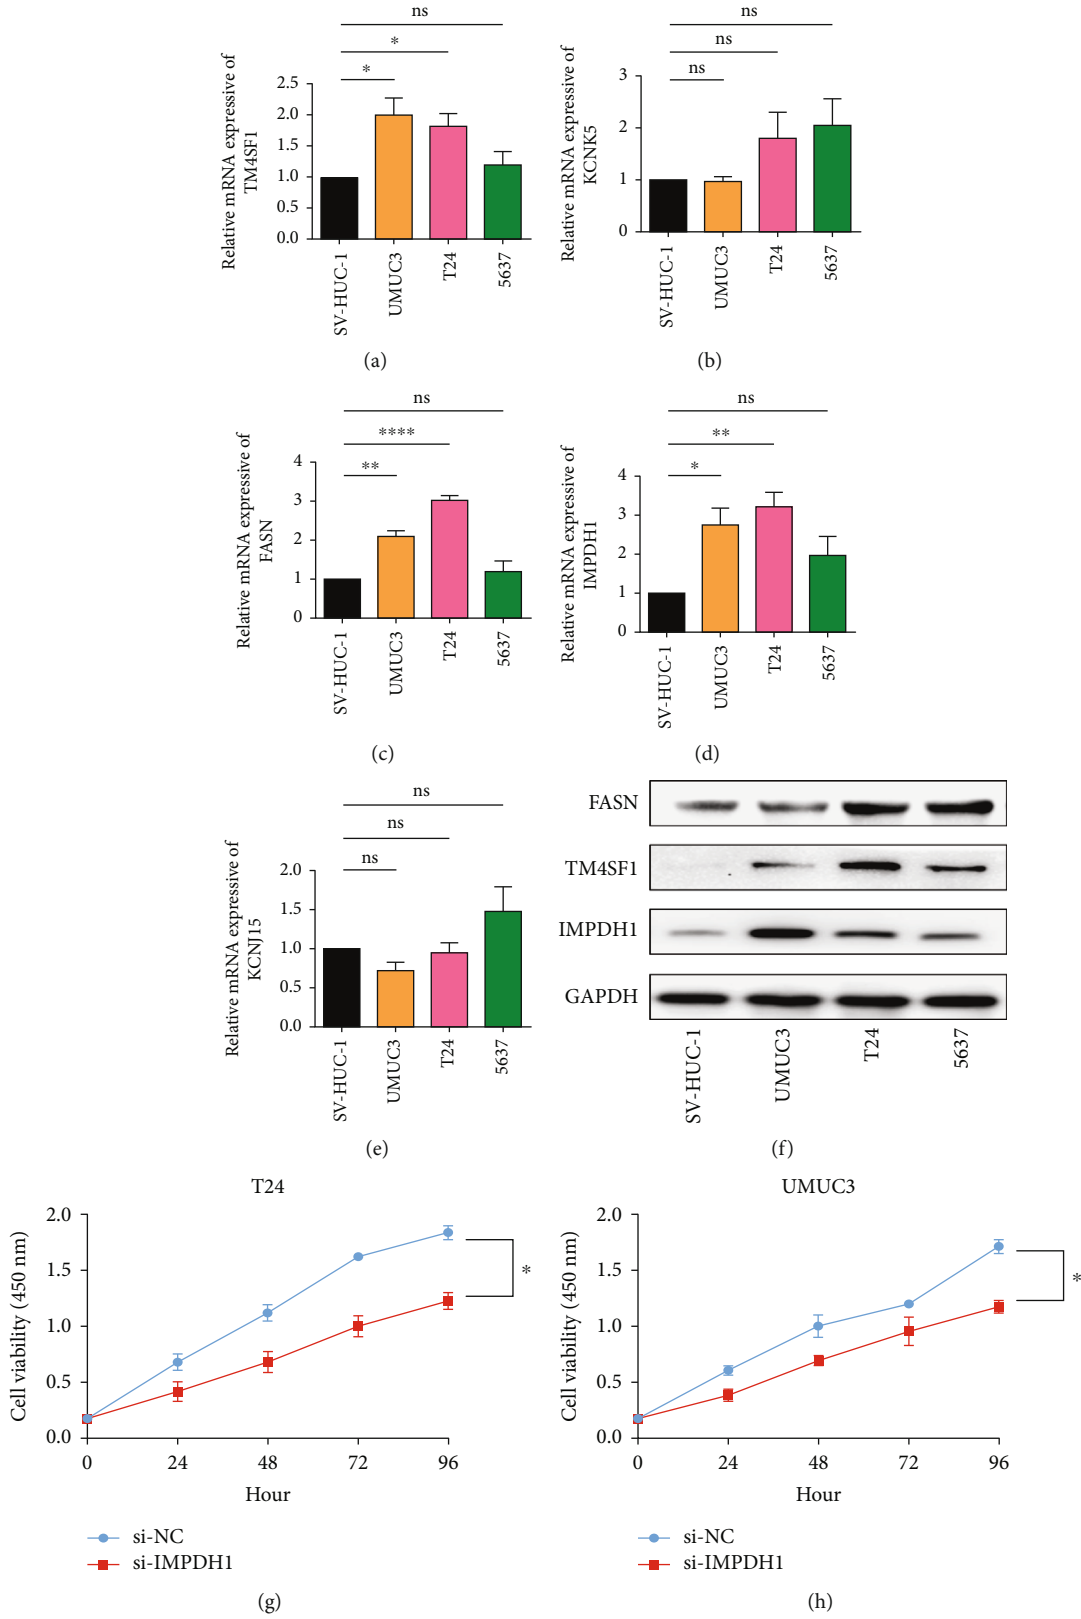 ns
*
*
Relative mRNA expressive of
TM4SF1
2.5
2.0
1.5
1.0
0.5
0.0
SV-HUC-1
UMUC3
T24
5637
(a)
ns
ns
ns
Relative mRNA expressive of
KCNK5
3
2
1
0
SV-HUC-1
UMUC3
T24
5637
(b)
ns
****
**
Relative mRNA expressive of
FASN
4
3
2
1
0
SV-HUC-1
UMUC3
T24
5637
(c)
ns
**
*
Relative mRNA expressive of
IMPDH1
4
3
2
1
0
SV-HUC-1
UMUC3
T24
5637
(d)
ns
ns
ns
Relative mRNA expressive of
KCNJ15
2.0
1.5
1.0
0.5
0.0
SV-HUC-1
UMUC3
T24
5637
(e)
FASN
TM4SF1
IMPDH1
GAPDH
SV-HUC-1
UMUC3
T24
5637
(f)
T24
Cell viability (450 nm)
2.0
1.5
1.0
0.5
0.0
*
0 24 48 72 96
Hour
si-NC
si-IMPDH1
(g)
UMUC3
Cell viability (450 nm)
2.0
1.5
1.0
0.5
0.0
*
0 24 48 72 96
Hour
si-NC
si-IMPDH1
(h)